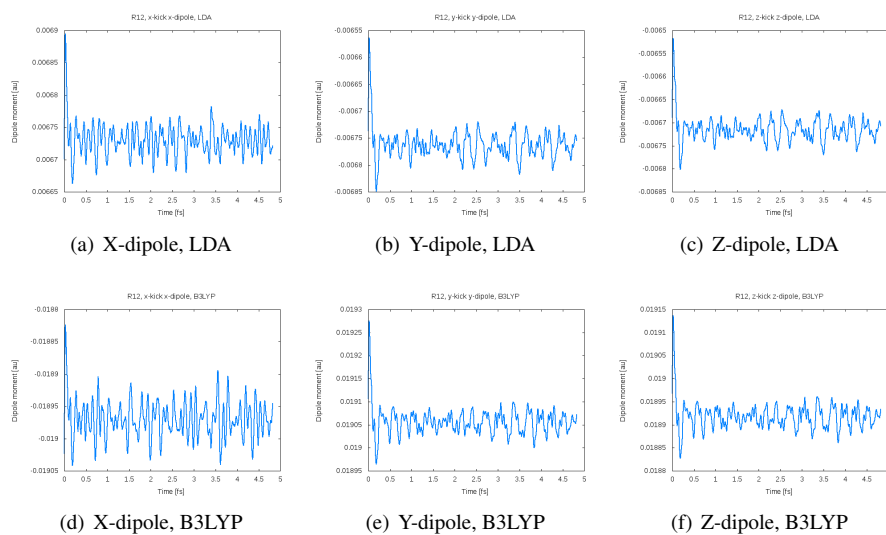 R12, x-kick x-dipole, LDA
0.0069
0.00685
0.0068
0.00675
0.0067
0.00665
Dipole moment [au]
0 0.5 1 1.5 2 2.5 3 3.5 4 4.5 5
Time [fs]
(a) X-dipole, LDA
R12, y-kick y-dipole, LDA
-0.00655
-0.0066
-0.00665
-0.0067
-0.00675
-0.0068
-0.00685
Dipole moment [au]
0 0.5 1 1.5 2 2.5 3 3.5 4 4.5 5
Time [fs]
(b) Y-dipole, LDA
R12, z-kick z-dipole, LDA
-0.0065
-0.00655
-0.0066
-0.00665
-0.0067
-0.00675
-0.0068
-0.00685
Dipole moment [au]
0 0.5 1 1.5 2 2.5 3 3.5 4 4.5
Time [fs]
(c) Z-dipole, LDA
R12, x-kick x-dipole, B3LYP
-0.0188
-0.01885
-0.0189
-0.01895
-0.019
-0.01905
Dipole moment [au]
0 0.5 1 1.5 2 2.5 3 3.5 4 4.5 5
Time [fs]
(d) X-dipole, B3LYP
R12, y-kick y-dipole, B3LYP
0.0193
0.01925
0.0192
0.01915
0.0191
0.01905
0.019
0.01895
Dipole moment [au]
0 0.5 1 1.5 2 2.5 3 3.5 4 4.5 5
Time [fs]
(e) Y-dipole, B3LYP
R12, z-kick z-dipole, B3LYP
0.01915
0.0191
0.01905
0.019
0.01895
0.0189
0.01885
0.0188
Dipole moment [au]
0 0.5 1 1.5 2 2.5 3 3.5 4 4.5
Time [fs]
(f) Z-dipole, B3LYP